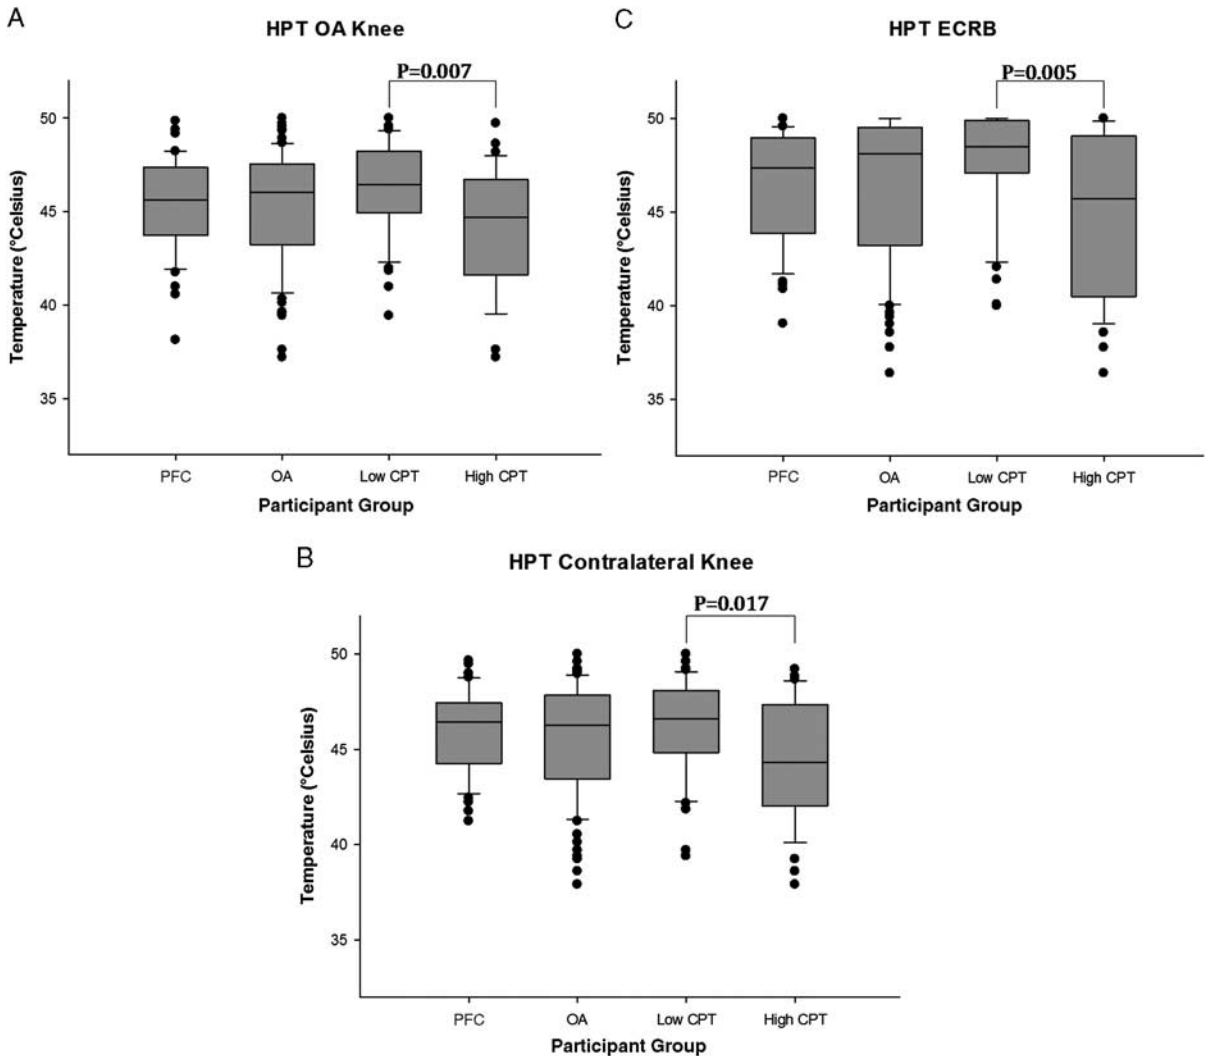 A
HPT OA Knee
P=0.007
Temperature (°Celsius)
50
45
40
35
PFC OA Low CPT High CPT
Participant Group
C
HPT ECRB
P=0.005
Temperature (°Celsius)
50
45
40
35
PFC OA Low CPT High CPT
Participant Group
B
HPT Contralateral Knee
P=0.017
Temperature (°Celsius)
50
45
40
35
PFC OA Low CPT High CPT
Participant Group